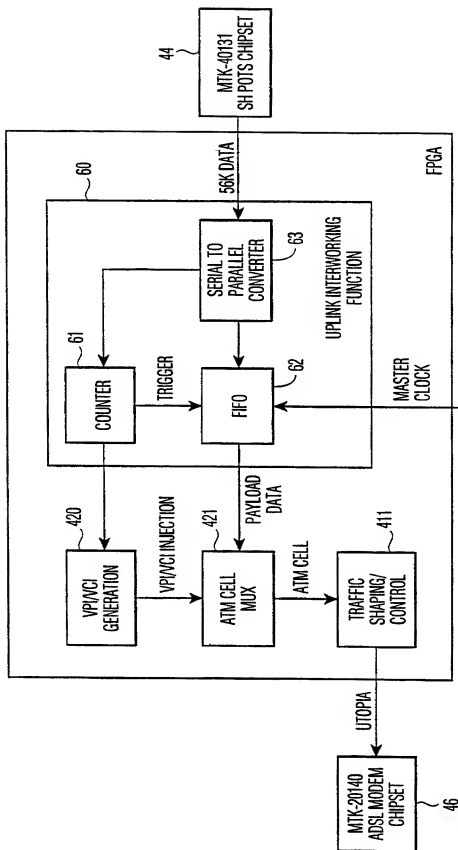 44
MTK-40131
SH POTS CHIPSET
FPGA
56K DATA
60
SERIAL TO
PARALLEL
CONVERTER
63
UPLINK INTERWORKING
FUNCTION
61
COUNTER
TRIGGER
62
FIFO
MASTER
CLOCK
420
VPI/VCI
GENERATION
VPI/VCI INJECTION
421
ATM CELL
MUX
PAYLOAD
DATA
ATM CELL
411
TRAFFIC
SHAPING/
CONTROL
UTOPIA
MTK-20140
ADSL MODEM
CHIPSET
46